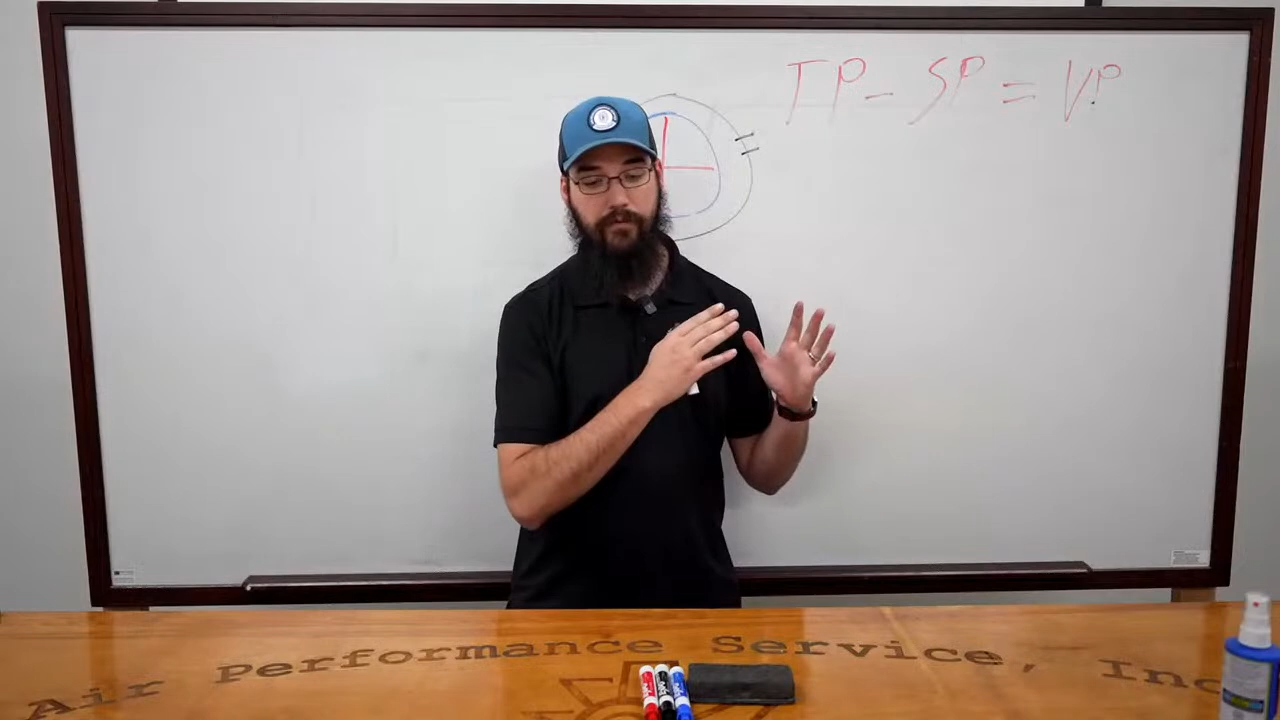 TP - SP = VP
Air Performance Service, Inc